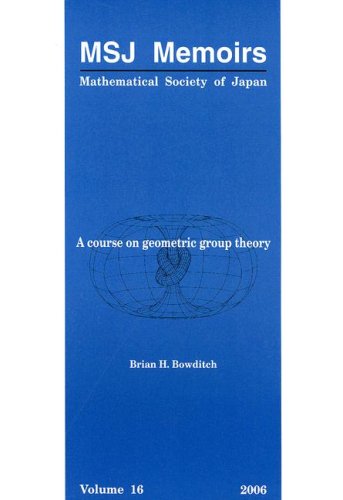 MSJ Memoirs
Mathematical Society of Japan
A course on geometric group theory
Brian H. Bowditch
Volume 16 2006